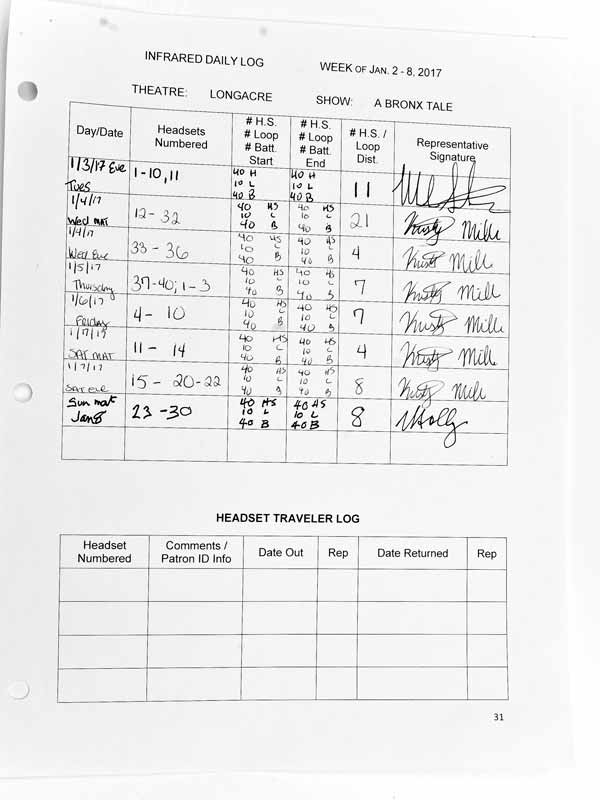 INFRARED DAILY LOG WEEK OF JAN. 2 - 8, 2017
THEATRE: LONGACRE SHOW: A BRONX TALE
Day/Date Headsets Numbered # H.S. # Loop # Batt. Start # H.S. # Loop # Batt. End # H.S. / Loop Dist. Representative Signature
1/3/17 Eve Tues 1-10, 11 40 H 10 L 40 B 40 H 10 L 40 B 11
1/4/17 Wed MAT 12- 32 40 HS 10 L 40 B 40 HS 10 L 40 B 21 Kristy Mill
1/4/17 Wed Eve 33 - 36 40 HS 10 L 40 B 40 HS 10 L 40 B 4 Kristy Mill
1/5/17 Thursday 37-40; 1-3 40 HS 10 L 40 B 40 HS 10 L 40 B 7 Kristy Mill
1/6/17 Friday 4- 10 40 HS 10 L 40 B 40 HS 10 L 40 B 7 Kristy Mill
1/7/17 SAT MAT 11 - 14 40 HS 10 L 40 B 40 HS 10 L 40 B 4 Kristy Mill
1/7/17 SAT EVE 15 - 20-22 40 HS 10 L 40 B 40 HS 10 L 40 B 8 Kristy Mill
Sun mat Jan 8 23 -30 40 HS 10 L 40 B 40 HS 10 L 40 B 8
HEADSET TRAVELER LOG
Headset Numbered Comments / Patron ID Info Date Out Rep Date Returned Rep
31